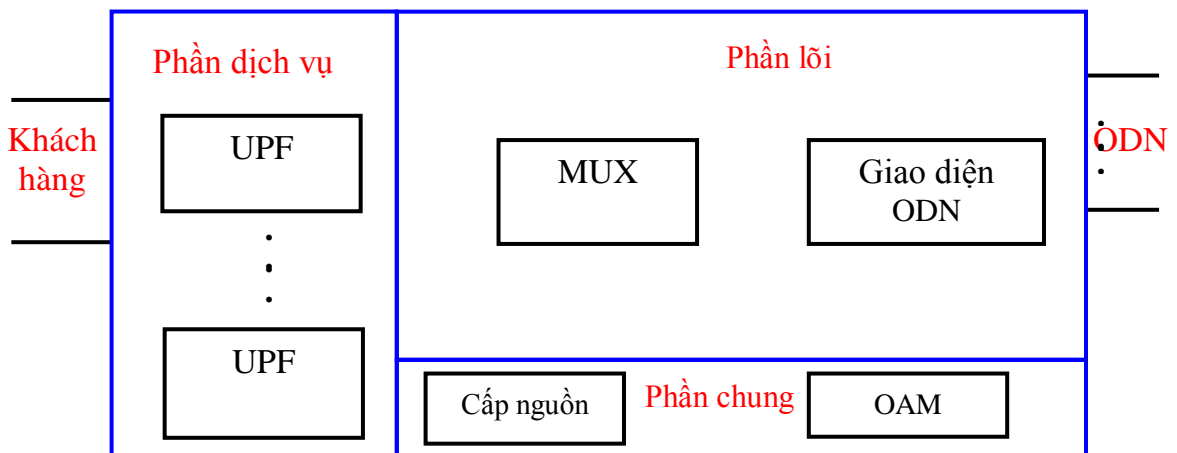 Phần dịch vụ
Phần lõi
Khách
hàng
UPF
MUX
Giao diện
ODN
ODN
UPF
Cấp nguồn
Phần chung
OAM